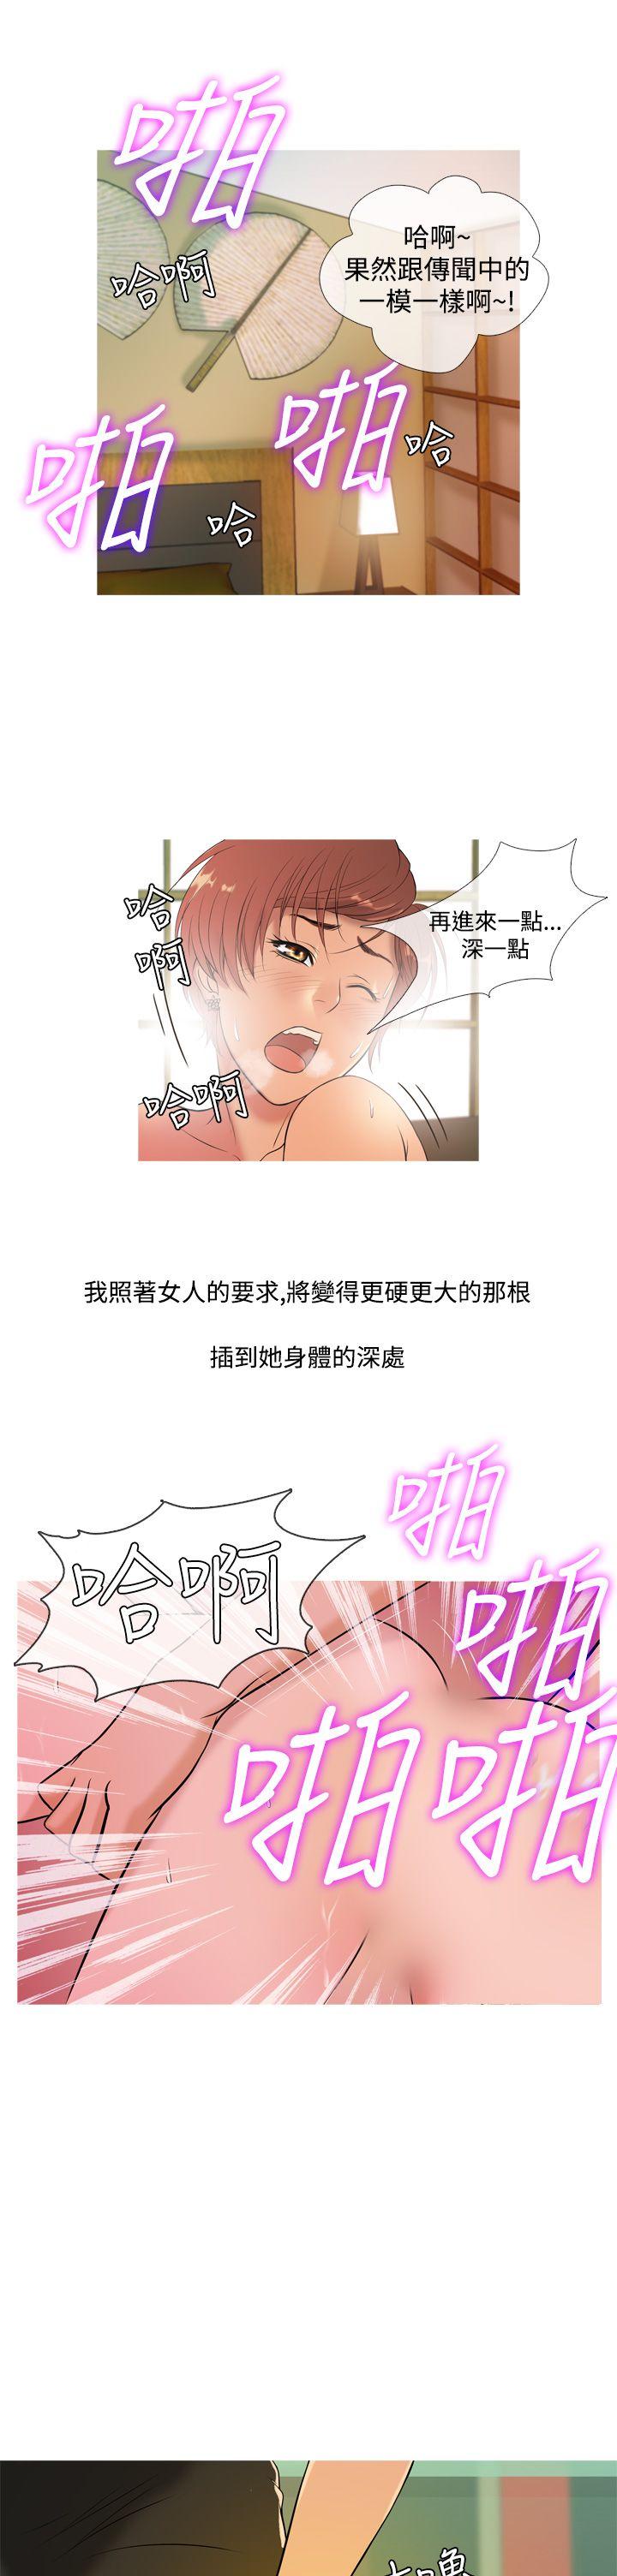 啪
哈啊~
果然跟傳聞中的
一模一樣啊~!
哈啊
啪
啪
哈
哈
哈
啊
再進來一點...
深一點
哈啊
我照著女人的要求,將變得更硬更大的那根
插到她身體的深處
啪
哈啊
啪
啪
啪